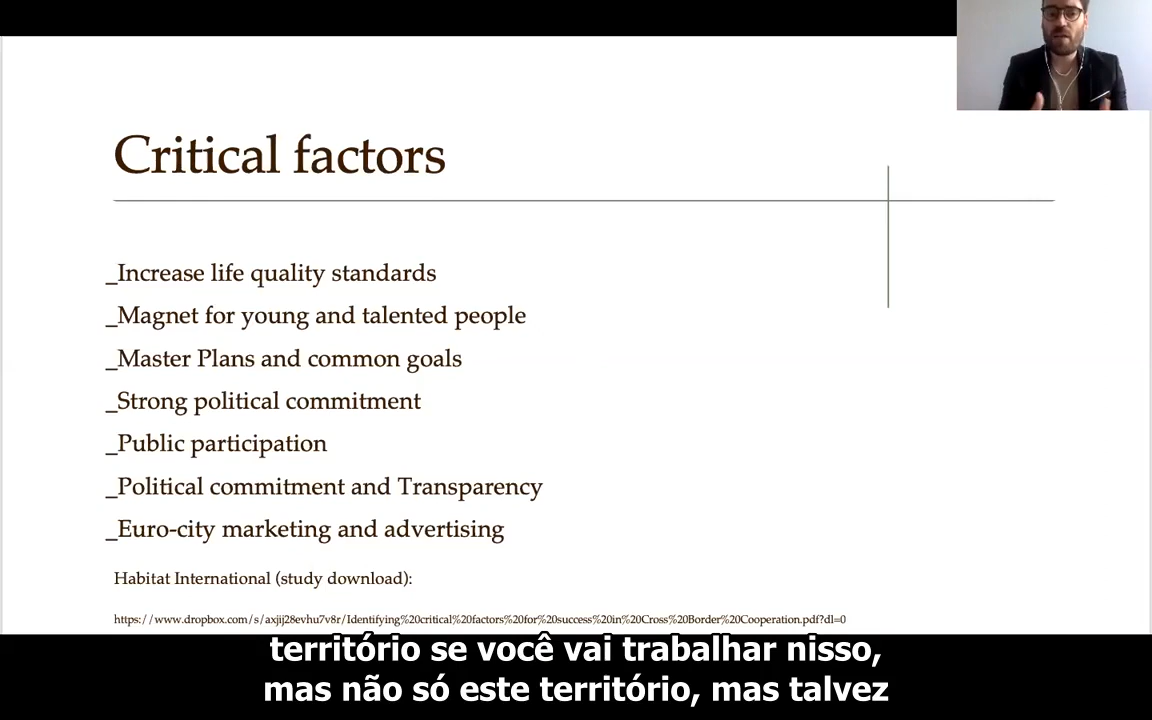 Critical factors
_Increase life quality standards
_Magnet for young and talented people
_Master Plans and common goals
_Strong political commitment
_Public participation
_Political commitment and Transparency
_Euro-city marketing and advertising
Habitat International (study download):
https://www.dropbox.com/s/axjij28evhu7v8r/Identifying%20critical%20factors%20for%20success%20in%20Cross%20Border%20Cooperation.pdf?dl=0
território se você vai trabalhar nisso,
mas não só este território, mas talvez